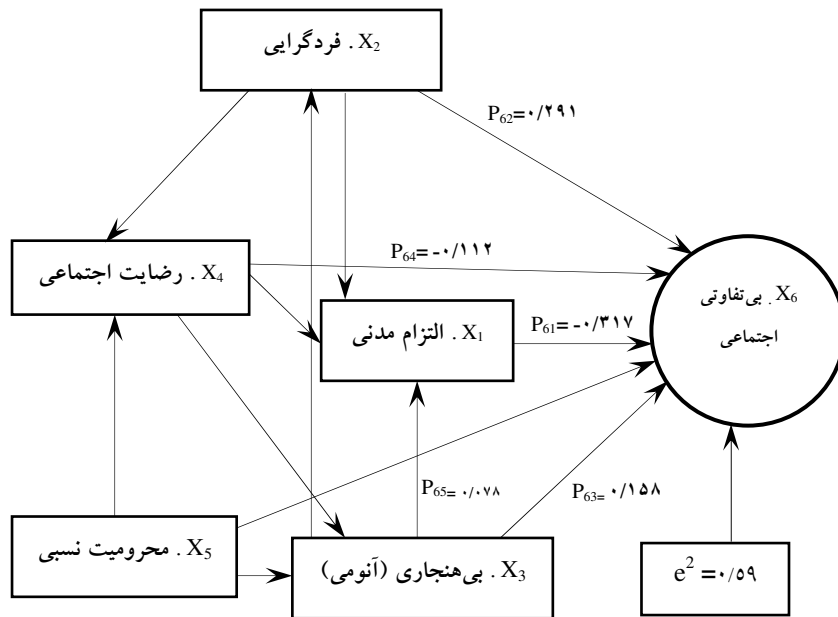 X2 . فردگرایی
P62=۰/۲۹۱
P64= -۰/۱۱۲
X4 . رضایت اجتماعی
X6 . بی‌تفاوتی
اجتماعی
X1 . التزام مدنی
P61= -۰/۳۱۷
P65= ۰/۰۷۸
P63= ۰/۱۵۸
X5 . محرومیت نسبی
X3 . بی‌هنجاری (آنومی)
e2 =۰/۵۹